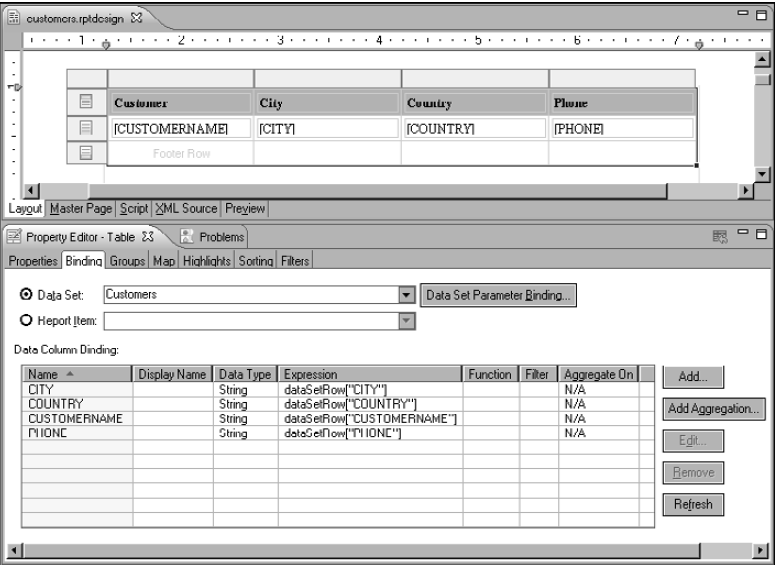 customers.rptdesign
1 2 3 4 5 6 7
Customer City Country Phone
[CUSTOMERNAME] [CITY] [COUNTRY] [PHONE]
Footer Row
Layout Master Page Script XML Source Preview
Property Editor - Table Problems
Properties Binding Groups Map Highlights Sorting Filters
Data Set: Customers Data Set Parameter Binding...
Report Item:
Data Column Binding:
Name Display Name Data Type Expression Function Filter Aggregate On
CITY String dataSetRow["CITY"] N/A
COUNTRY String dataSetRow["COUNTRY"] N/A
CUSTOMERNAME String dataSetRow["CUSTOMERNAME"] N/A
PHONE String dataSetRow["PHONE"] N/A
Add...
Add Aggregation...
Edit...
Remove
Refresh